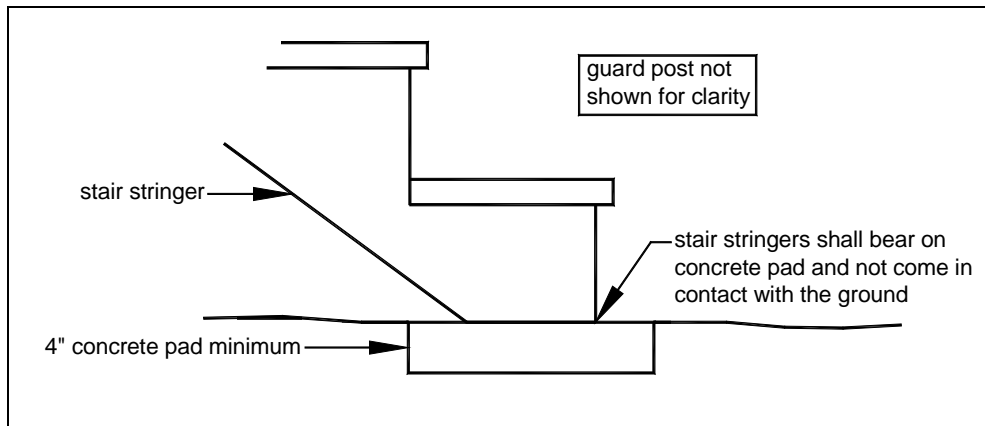 guard post not
shown for clarity
stair stringer
stair stringers shall bear on
concrete pad and not come in
contact with the ground
4" concrete pad minimum